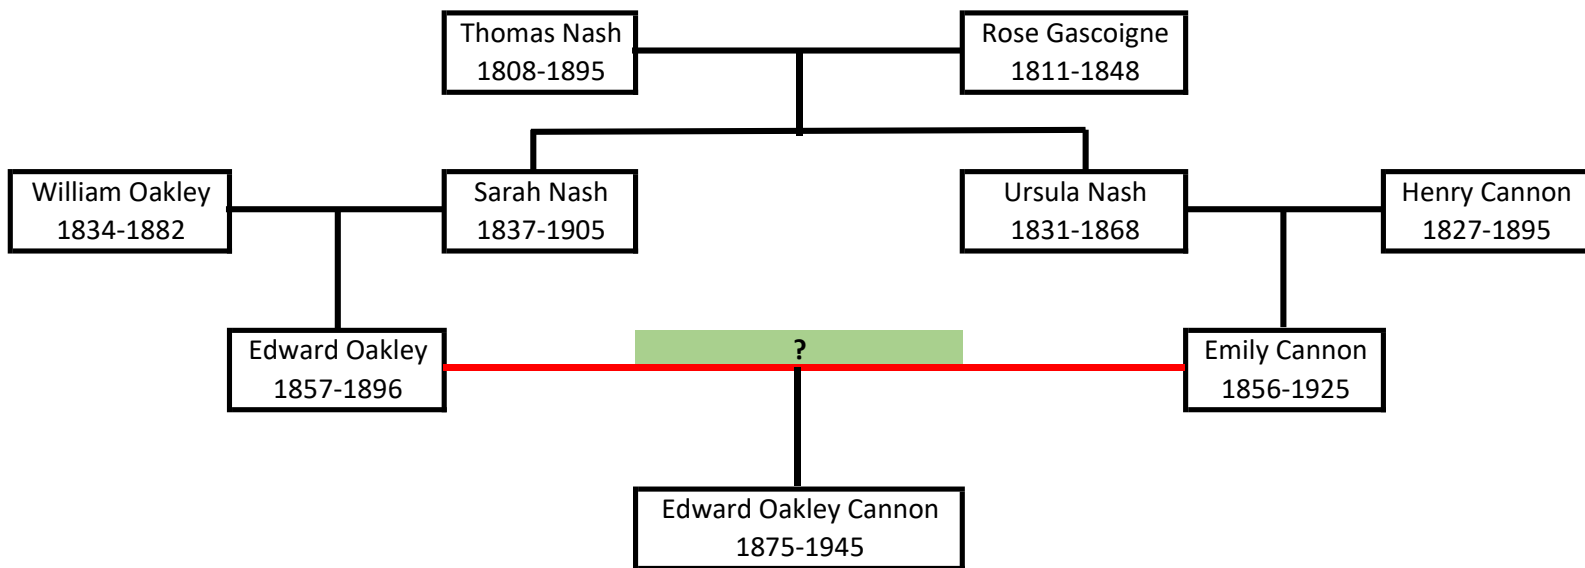 Thomas Nash
1808-1895
Rose Gascoigne
1811-1848
William Oakley
1834-1882
Sarah Nash
1837-1905
Ursula Nash
1831-1868
Henry Cannon
1827-1895
Edward Oakley
1857-1896
?
Emily Cannon
1856-1925
Edward Oakley Cannon
1875-1945